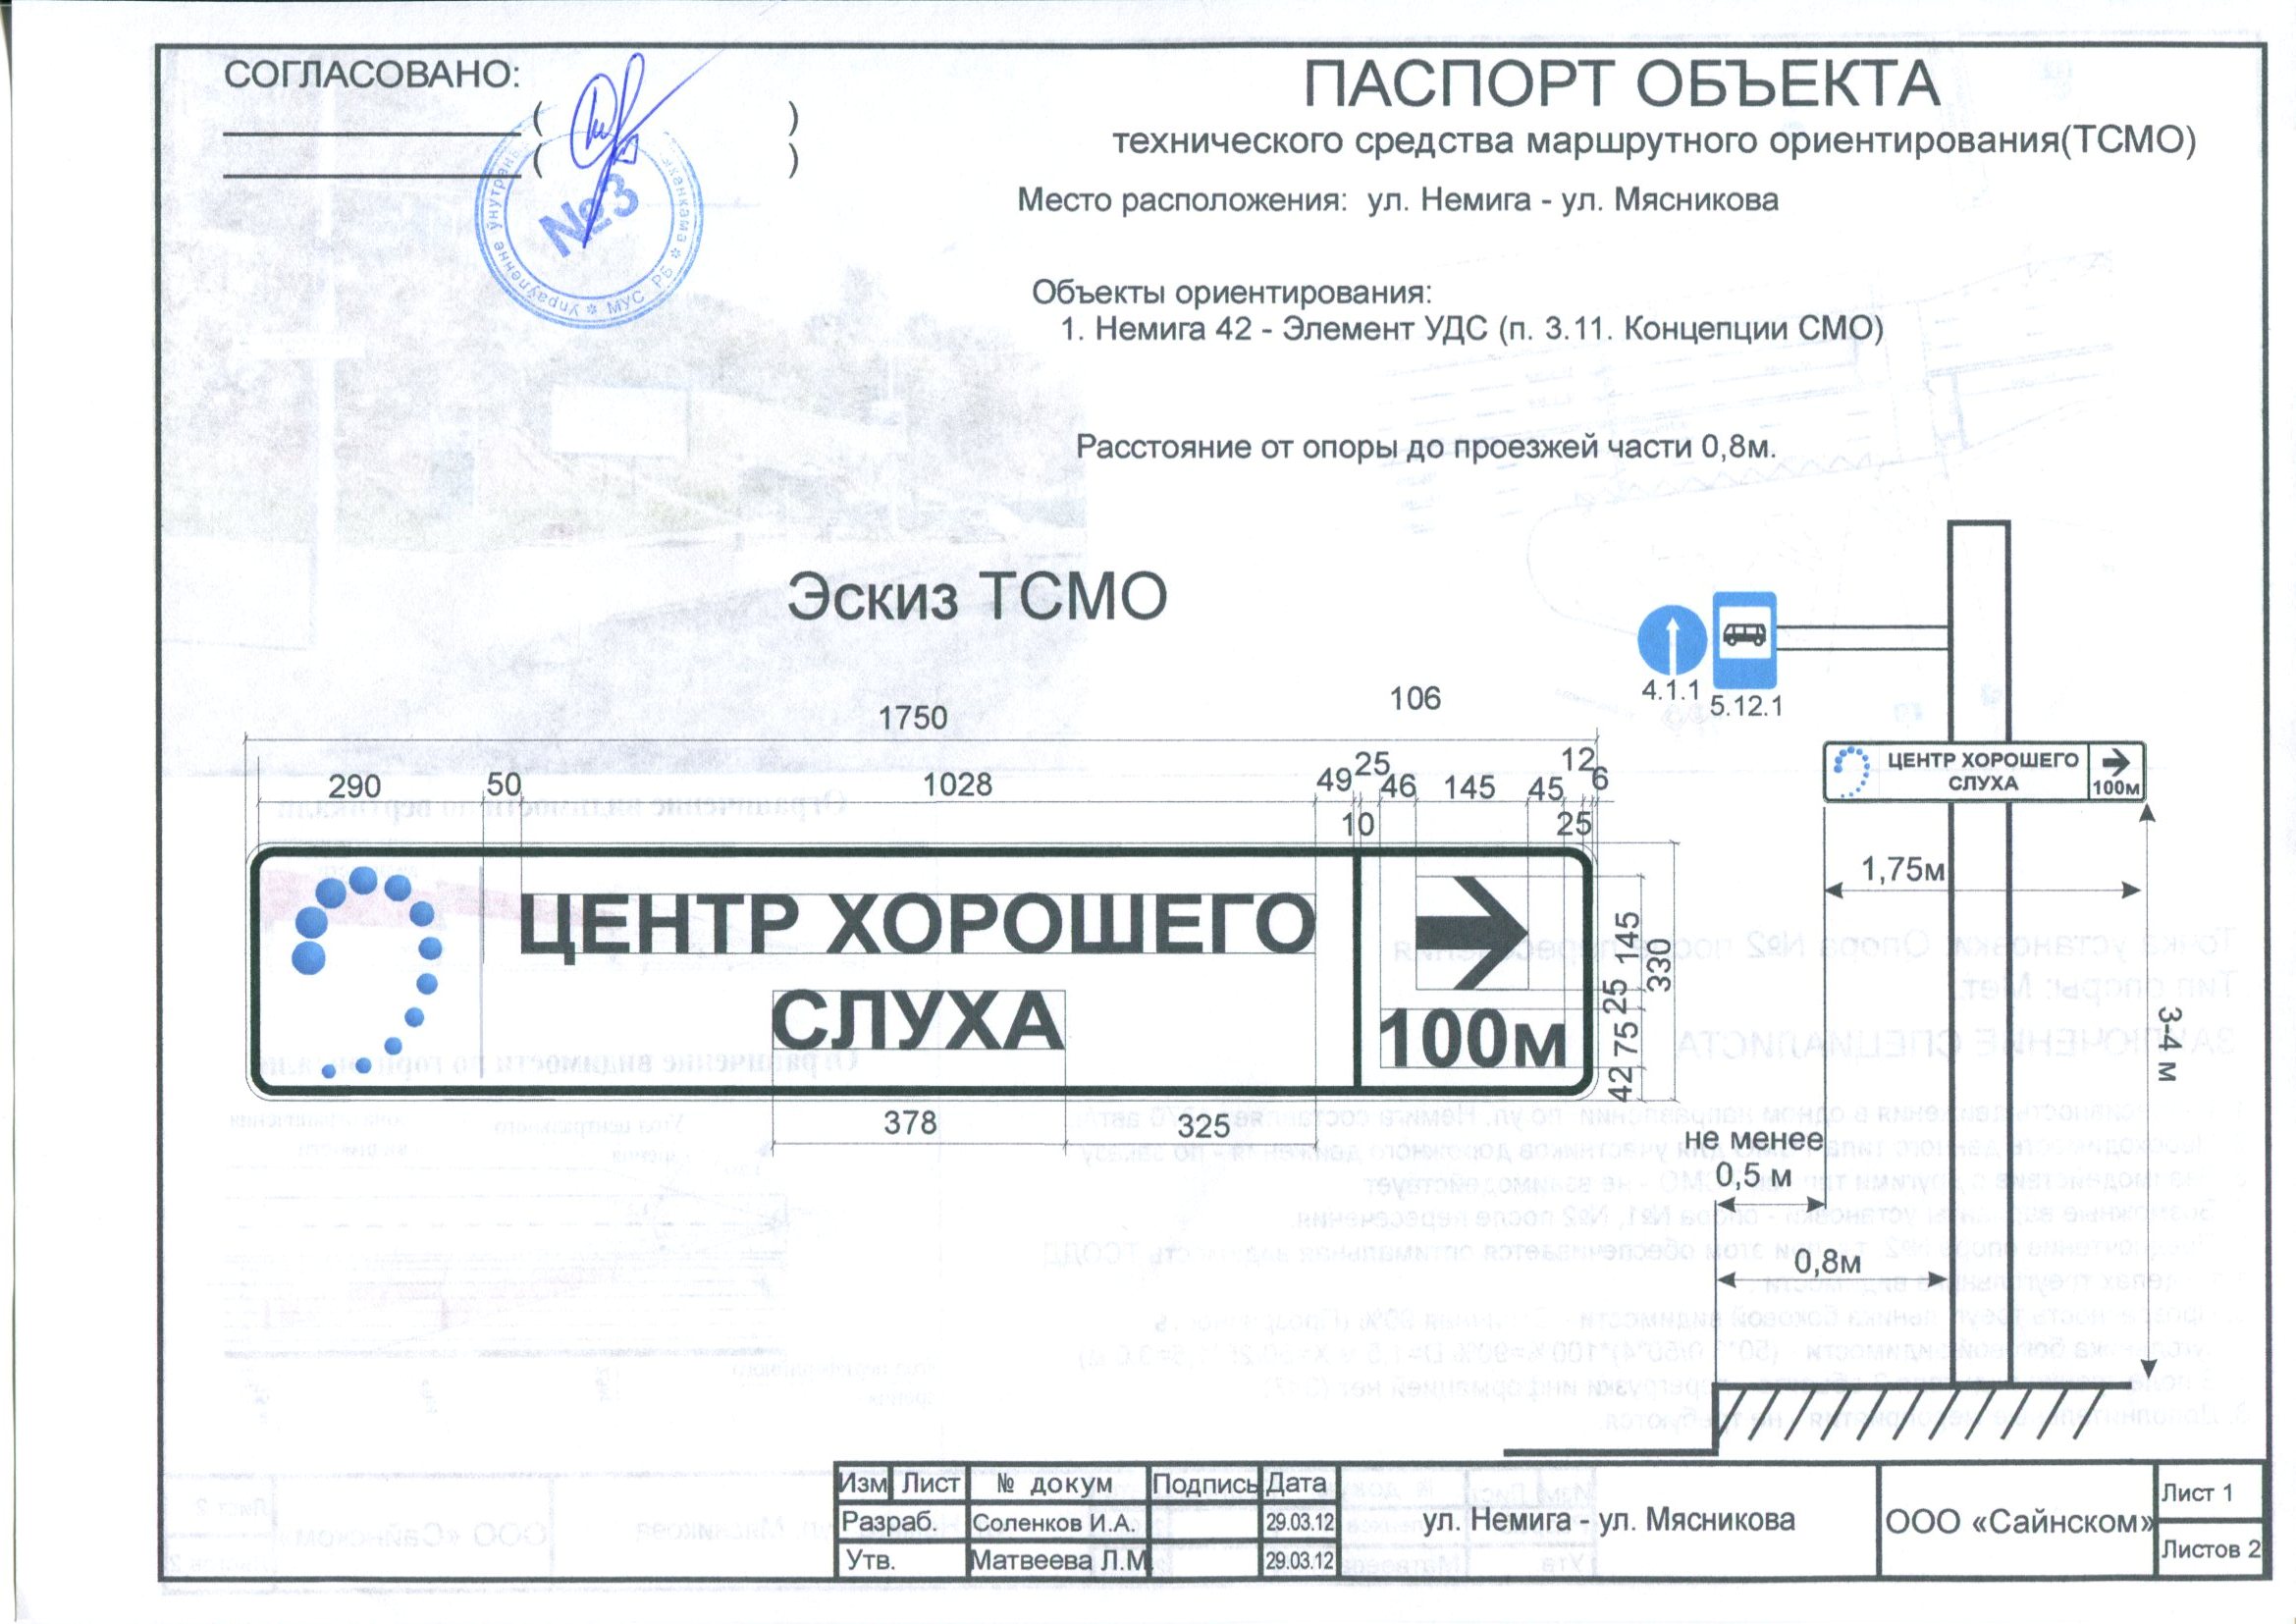 СОГЛАСОВАНО:
( )
( )
№3
МУС РБ
ПАСПОРТ ОБЪЕКТА
технического средства маршрутного ориентирования(ТСМО)
Место расположения: ул. Немига - ул. Мясникова
Объекты ориентирования:
1. Немига 42 - Элемент УДС (п. 3.11. Концепции СМО)
Расстояние от опоры до проезжей части 0,8м.
Эскиз ТСМО
4.1.1
5.12.1
ЦЕНТР ХОРОШЕГО
СЛУХА
100м
1,75м
3-4 м
не менее
0,5 м
0,8м
106
1750
290 50 1028 49 25 46 145 45 12 6
10 25
ЦЕНТР ХОРОШЕГО
СЛУХА
100м
145
330
25
75
42
378 325
Изм Лист № докум Подпись Дата
Разраб. Соленков И.А. 29.03.12
Утв. Матвеева Л.М 29.03.12
ул. Немига - ул. Мясникова
ООО «Сайнском»
Лист 1
Листов 2